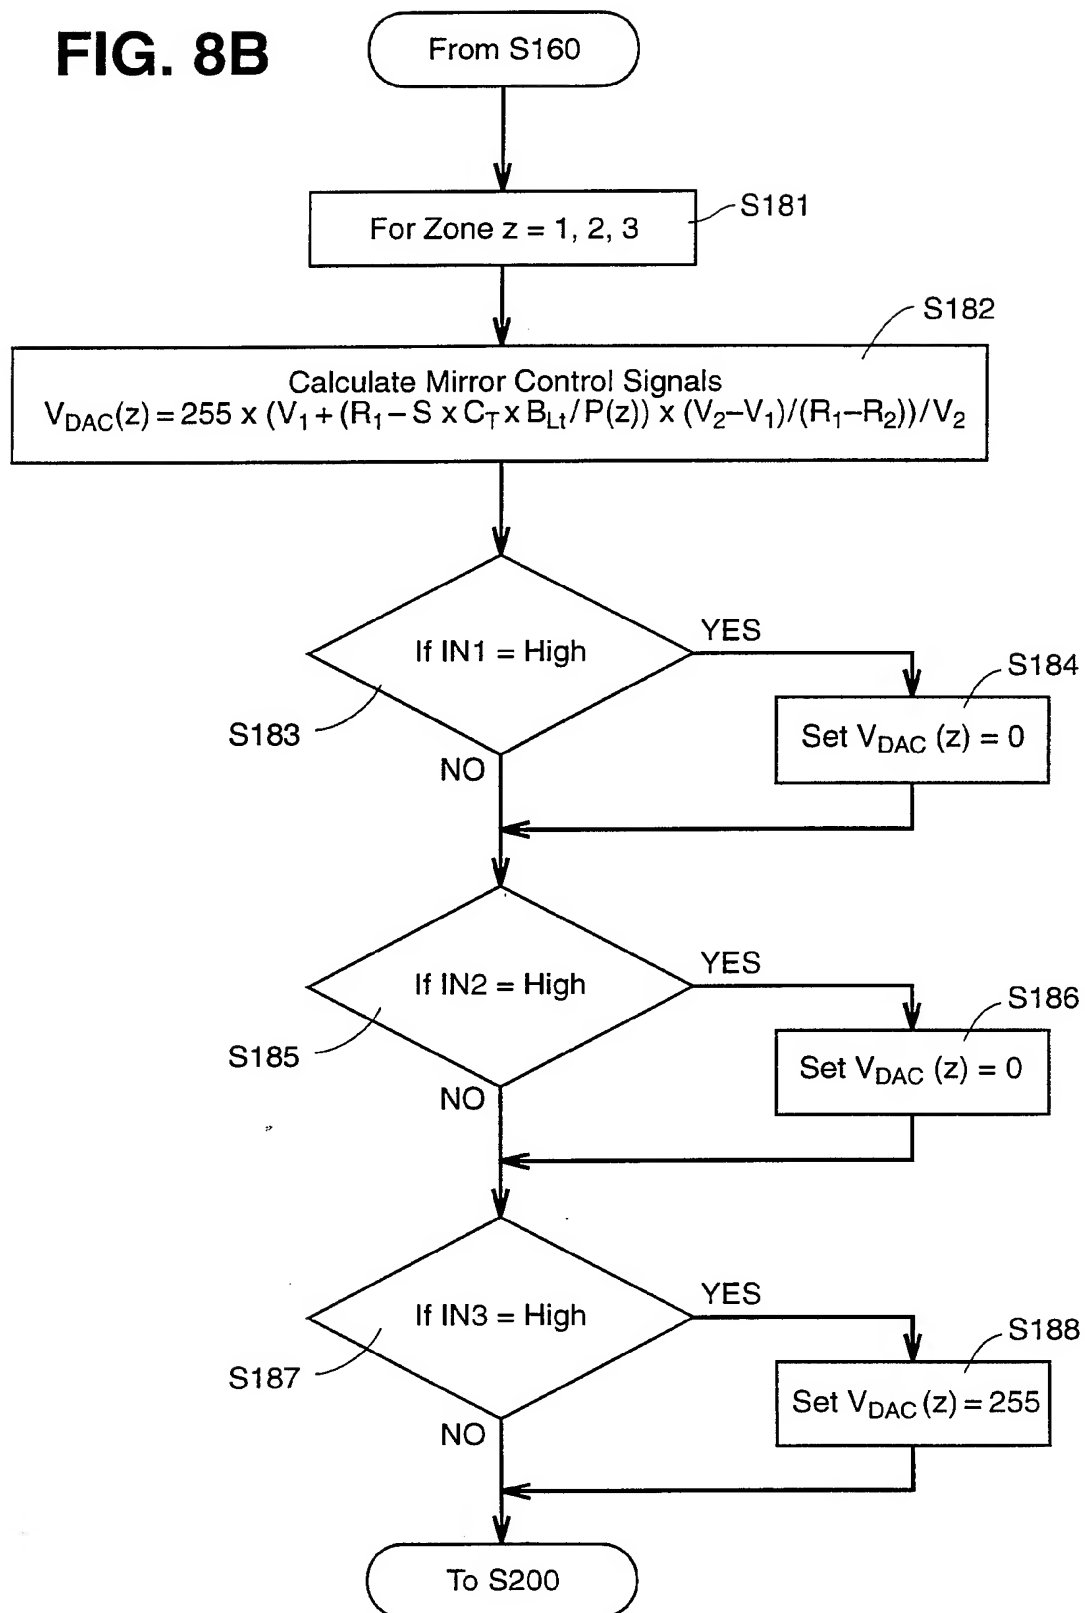 FIG. 8B
From S160
For Zone z = 1, 2, 3
S181
S182
Calculate Mirror Control Signals
V_DAC(z) = 255 x (V_1 + (R_1 – S x C_T x B_Lt / P(z)) x (V_2–V_1)/(R_1–R_2))/V_2
If IN1 = High
YES
S183
NO
S184
Set V_DAC (z) = 0
If IN2 = High
YES
S185
NO
S186
Set V_DAC (z) = 0
If IN3 = High
YES
S187
NO
S188
Set V_DAC (z) = 255
To S200